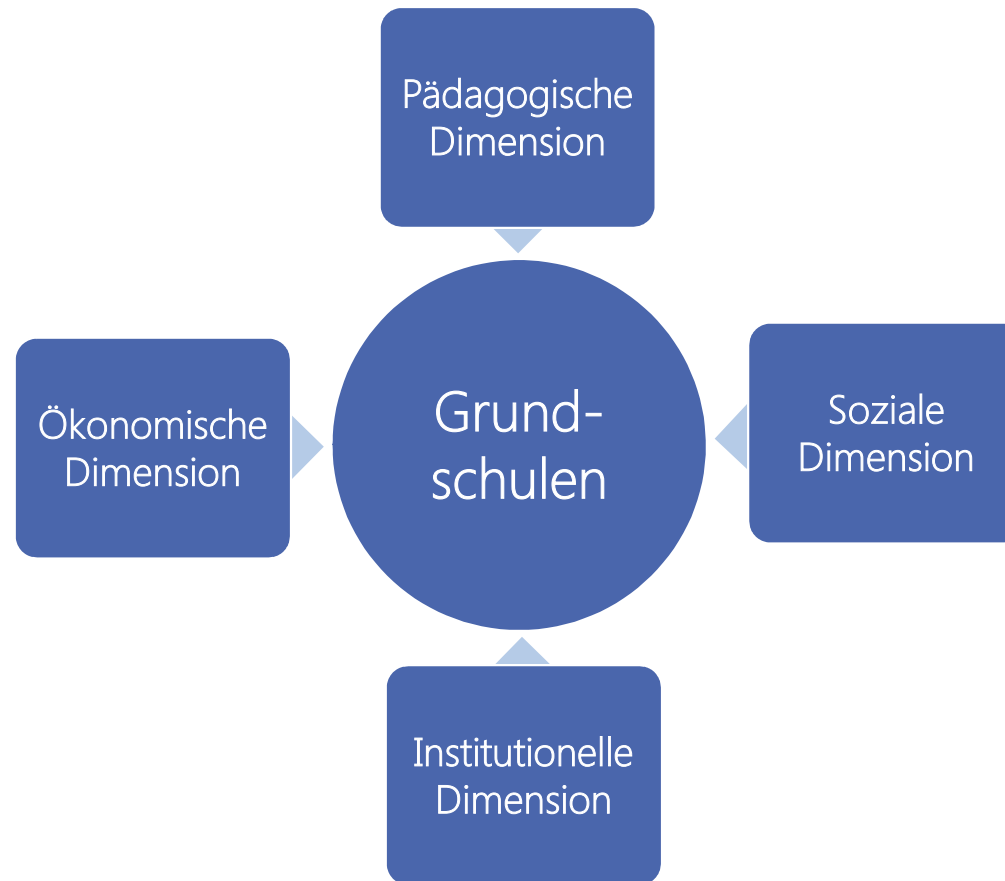 Pädagogische
Dimension
Ökonomische
Dimension
Grund-
schulen
Soziale
Dimension
Institutionelle
Dimension